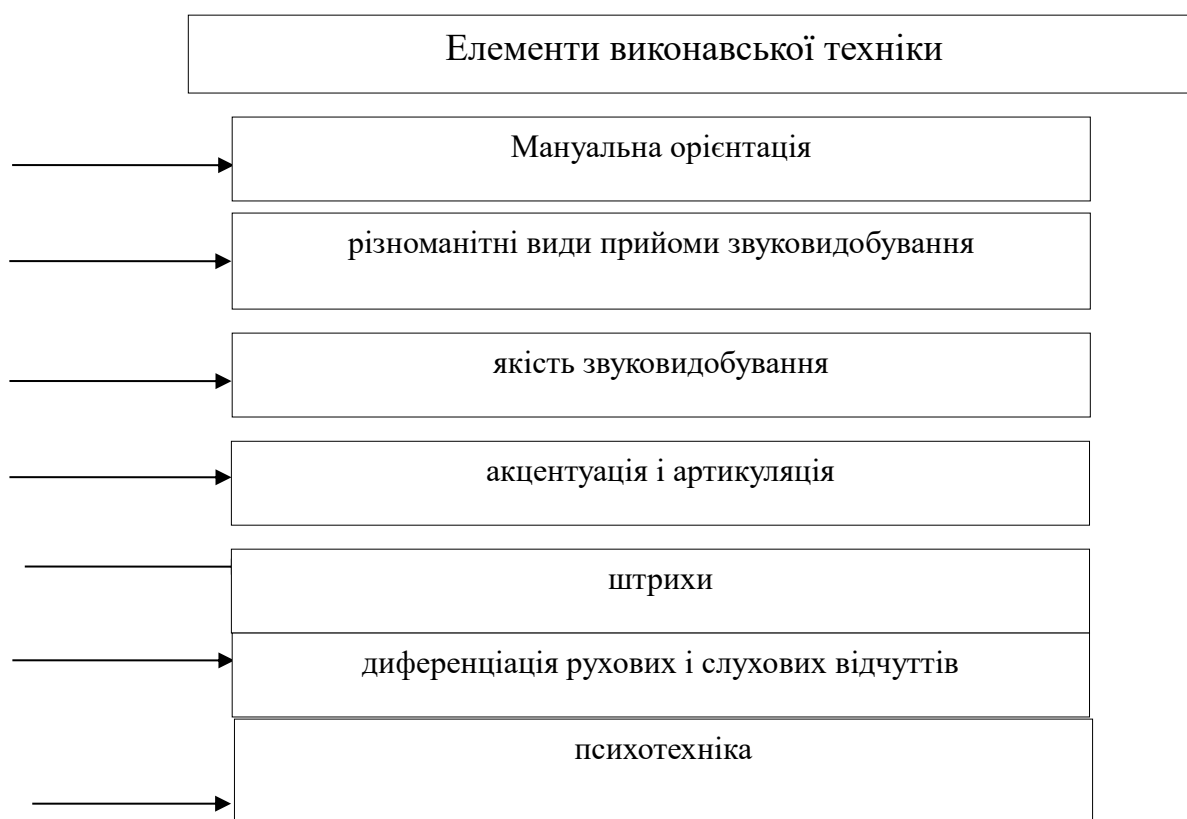 Елементи виконавської техніки
Мануальна орієнтація
різноманітні види прийоми звуковидобування
якість звуковидобування
акцентуація і артикуляція
штрихи
диференціація рухових і слухових відчуттів
психотехніка